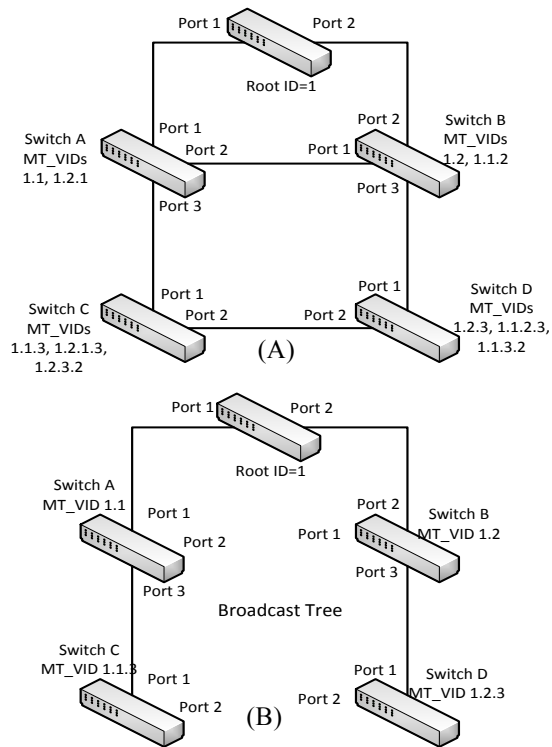 Port 1
Port 2
Root ID=1
Switch A
MT_VIDs
1.1, 1.2.1
Port 1
Port 2
Port 3
Port 2
Port 1
Port 3
Switch B
MT_VIDs
1.2, 1.1.2
Switch C
MT_VIDs
1.1.3, 1.2.1.3,
1.2.3.2
Port 1
Port 2
Port 1
Port 2
Switch D
MT_VIDs
1.2.3, 1.1.2.3,
1.1.3.2
(A)
Port 1
Port 2
Root ID=1
Switch A
MT_VID 1.1
Port 1
Port 2
Port 3
Port 2
Port 1
Port 3
Switch B
MT_VID 1.2
Broadcast Tree
Switch C
MT_VID 1.1.3
Port 1
Port 2
Port 1
Port 2
Switch D
MT_VID 1.2.3
(B)